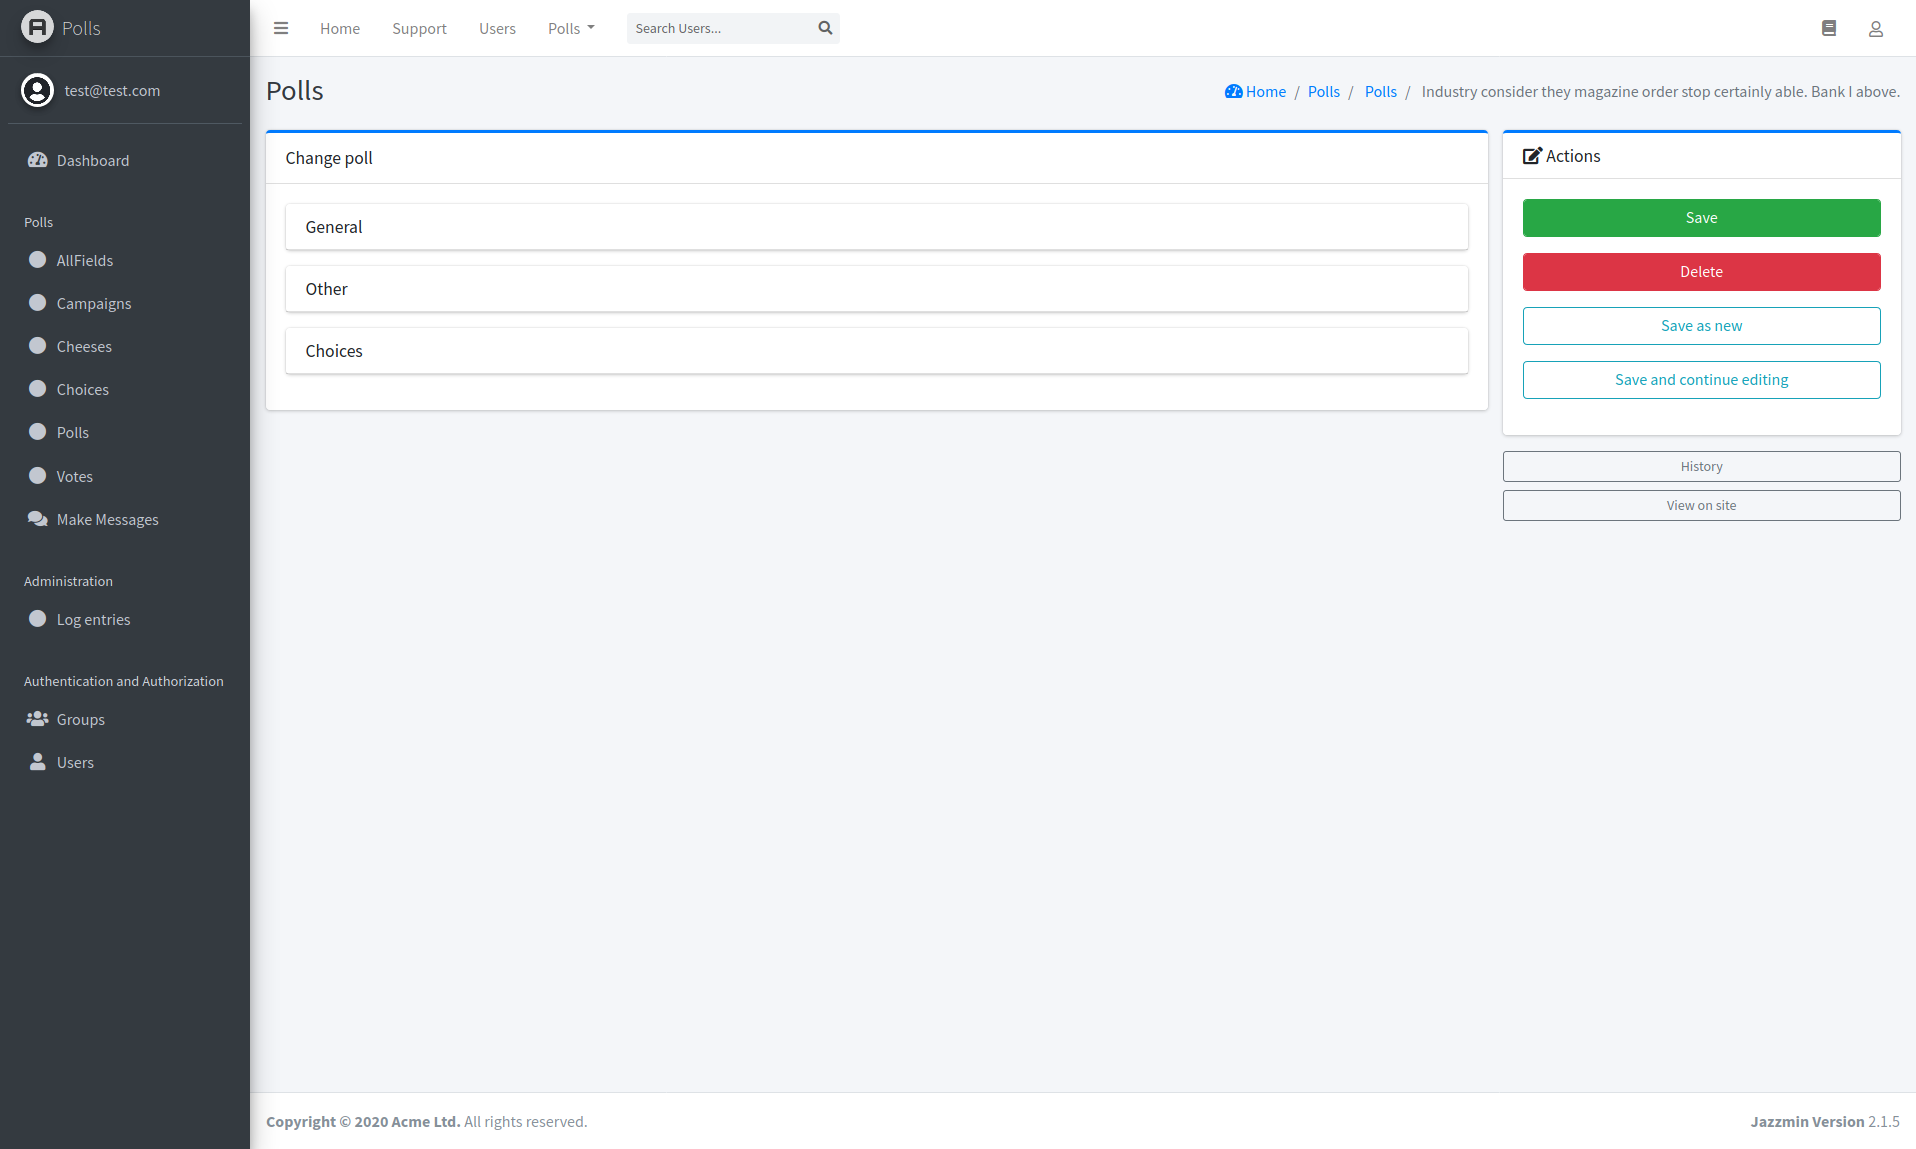 Polls
test@test.com
Dashboard
Polls
AllFields
Campaigns
Cheeses
Choices
Polls
Votes
Make Messages
Administration
Log entries
Authentication and Authorization
Groups
Users
Home Support Users Polls Search Users...
Polls
Home / Polls / Polls / Industry consider they magazine order stop certainly able. Bank I above.
Change poll
General
Other
Choices
Actions
Save
Delete
Save as new
Save and continue editing
History
View on site
Copyright © 2020 Acme Ltd. All rights reserved.
Jazzmin Version 2.1.5